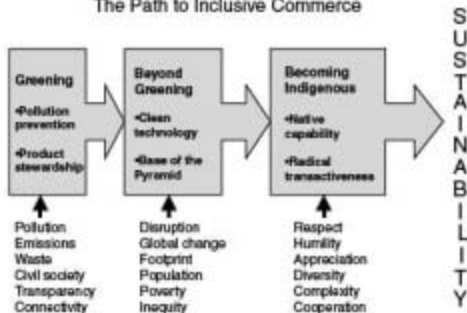 The Path to Inclusive Commerce
Greening
•Pollution
prevention
•Product
stewardship
Beyond
Greening
•Clean
technology
•Base of the
Pyramid
Becoming
Indigenous
•Native
capability
•Radical
transactiveness
Pollution
Emissions
Waste
Civil society
Transparency
Connectivity
Disruption
Global change
Footprint
Population
Poverty
Inequity
Respect
Humility
Appreciation
Diversity
Complexity
Cooperation
SUSTAINABILITY